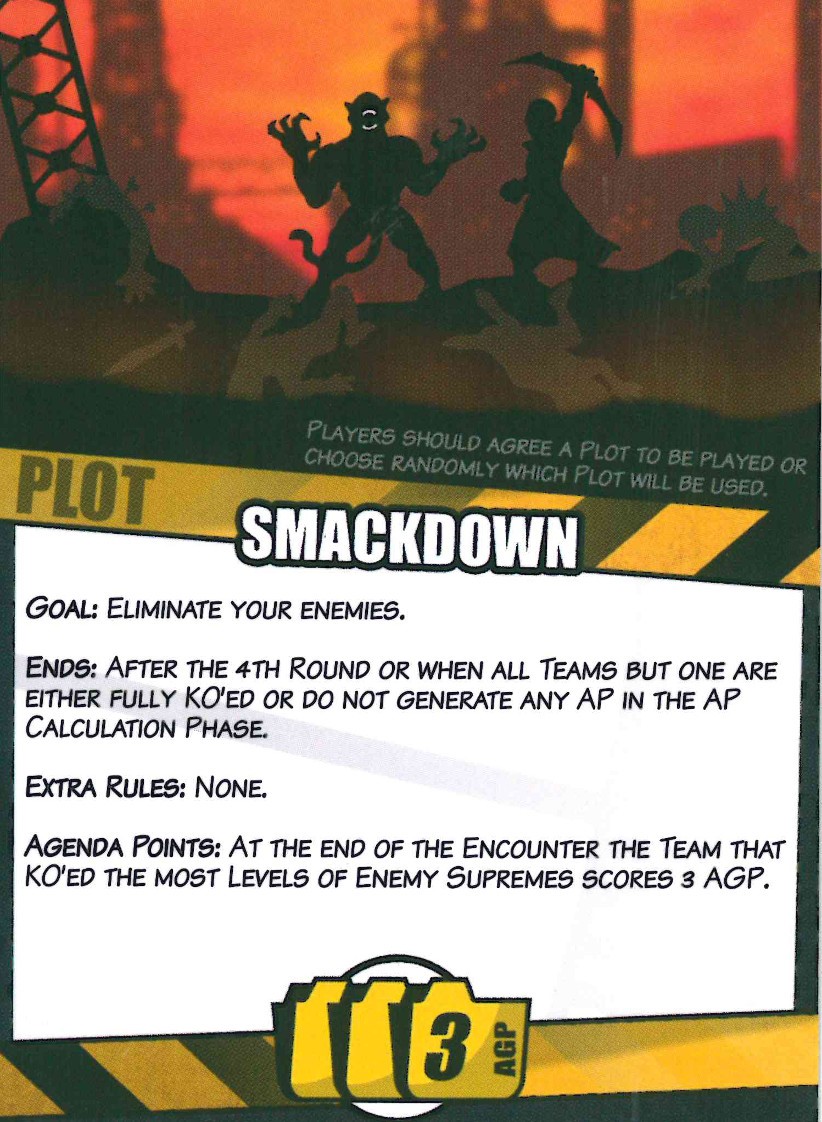 Players should agree a Plot to be played or
choose randomly which Plot will be used.
PLOT
SMACKDOWN
Goal: Eliminate your enemies.
Ends: After the 4th Round or when all Teams but one are
either fully KO'ed or do not generate any AP in the AP
Calculation Phase.
Extra Rules: None.
Agenda Points: At the end of the Encounter the Team that
KO'ed the most Levels of Enemy Supremes scores 3 AGP.
3 AGP